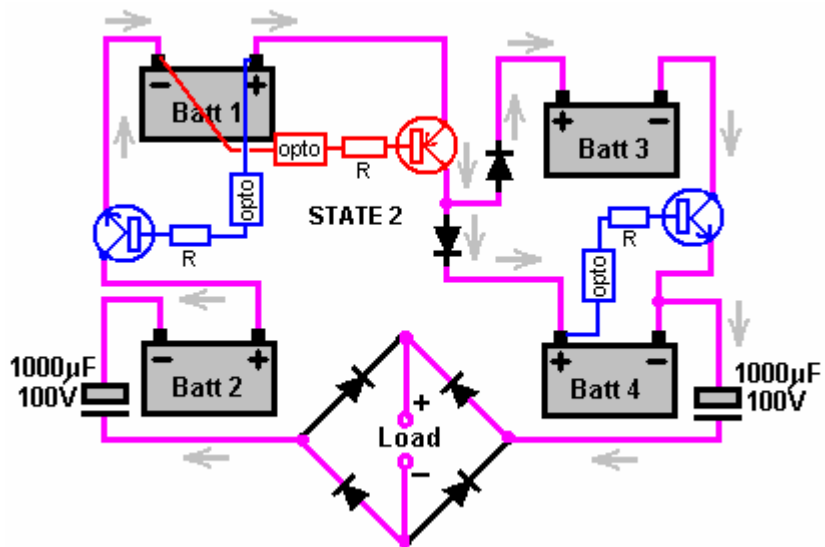 − +
Batt 1
opto
R
opto
R
STATE 2
+ −
Batt 3
R
opto
1000µF
100V
− +
Batt 2
+
Load
−
+ −
Batt 4
1000µF
100V